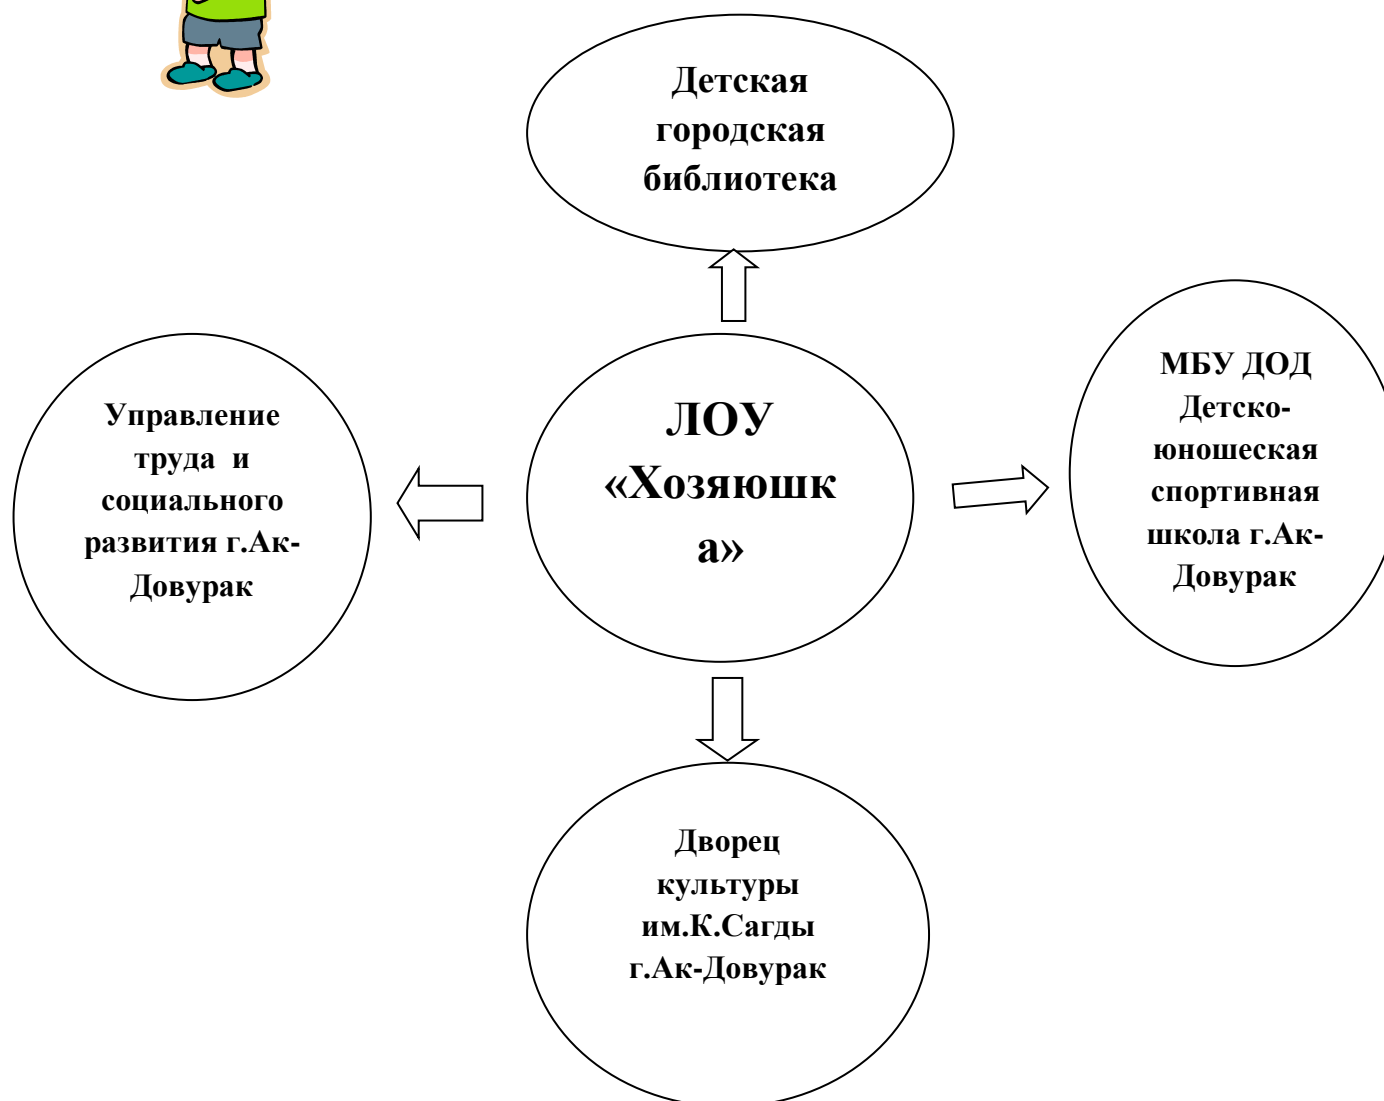 Детская
городская
библиотека
Управление
труда  и
социального
развития г.Ак-
Довурак
ЛОУ
«Хозяюшк
а»
МБУ ДОД
Детско-
юношеская
спортивная
школа г.Ак-
Довурак
Дворец
культуры
им.К.Сагды
г.Ак-Довурак